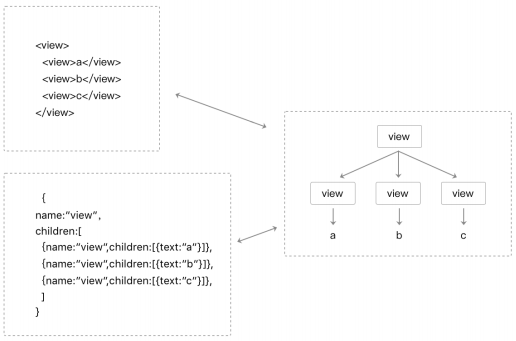 <view>
<view>a</view>
<view>b</view>
<view>c</view>
</view>
{
name:"view",
children:[
{name:"view",children:[{text:"a"}]},
{name:"view",children:[{text:"b"}]},
{name:"view",children:[{text:"c"}]},
]
}
view
view view view
a b c